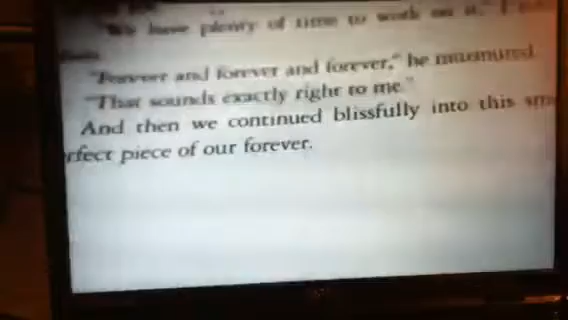 "We have plenty of time to work on it," I
"Forever and forever and forever," he murmured.
"That sounds exactly right to me."
And then we continued blissfully into this sma
rfect piece of our forever.